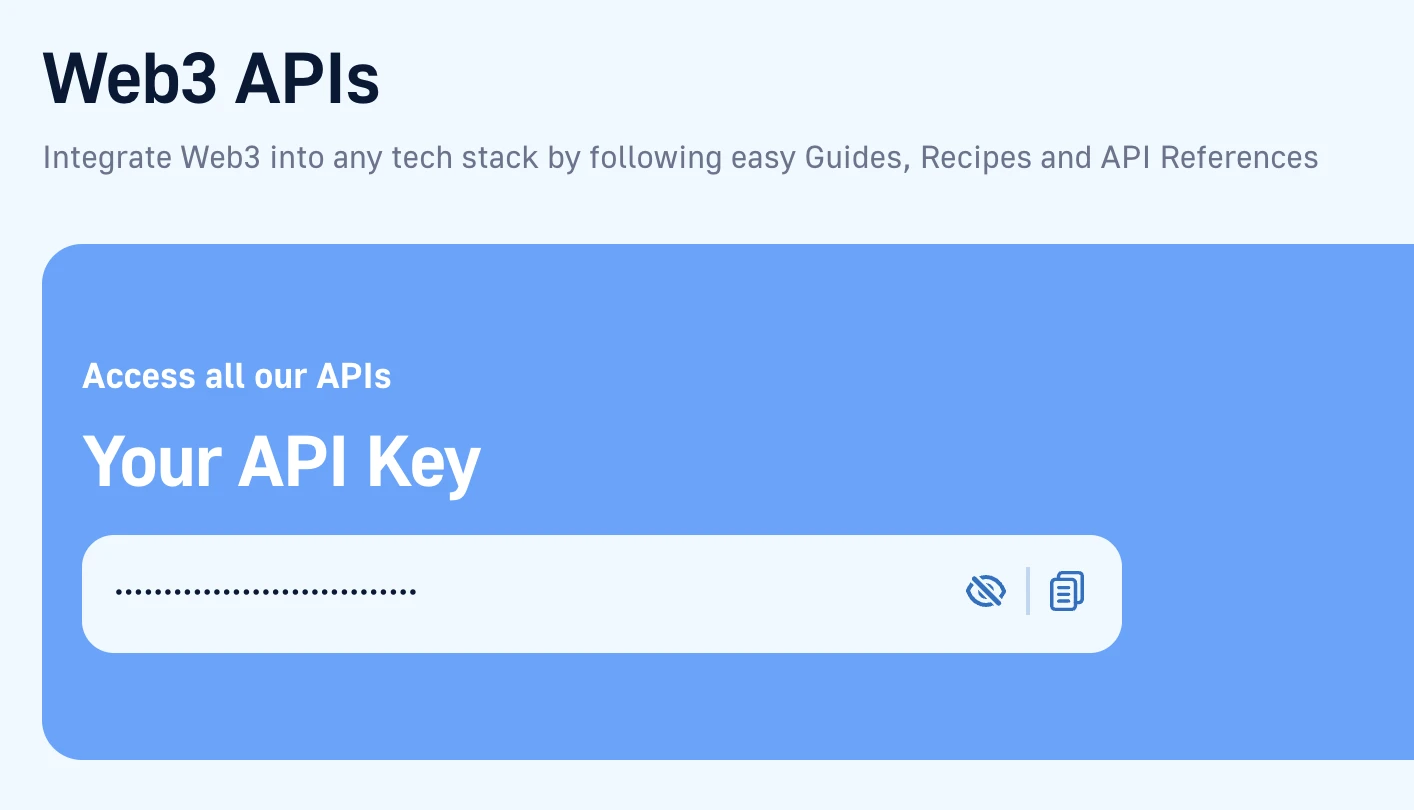 Web3 APIs
Integrate Web3 into any tech stack by following easy Guides, Recipes and API References
Access all our APIs
Your API Key
•••••••••••••••••••••••••••••••